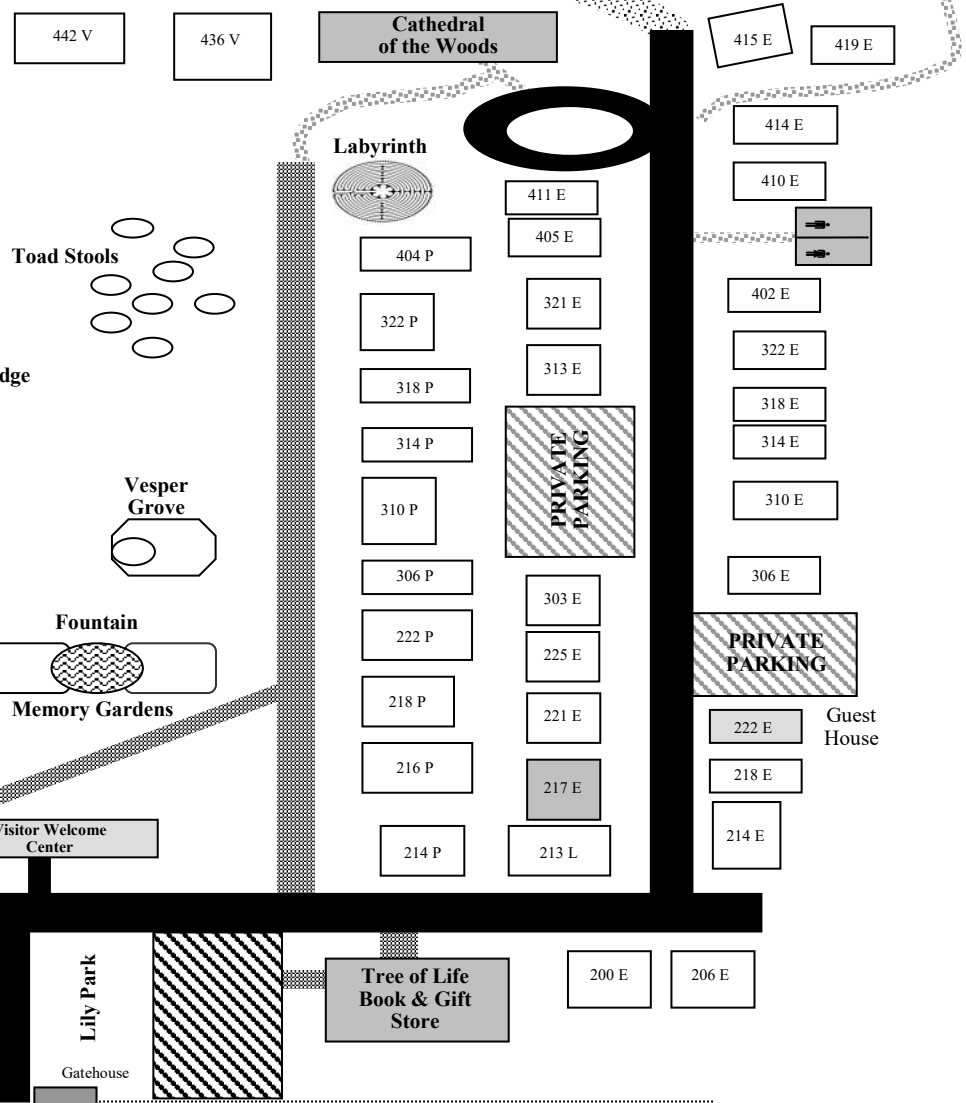 442 V
436 V
Cathedral
of the Woods
415 E
419 E
414 E
Labyrinth
410 E
411 E
405 E
Toad Stools
404 P
402 E
321 E
322 P
322 E
313 E
dge
318 P
318 E
314 P
314 E
PRIVATE
PARKING
Vesper
Grove
310 P
310 E
306 P
306 E
303 E
Fountain
222 P
225 E
PRIVATE
PARKING
Memory Gardens
218 P
221 E
222 E
Guest
House
216 P
217 E
218 E
Visitor Welcome
Center
214 P
213 L
214 E
Lily Park
Tree of Life
Book & Gift
Store
200 E
206 E
Gatehouse